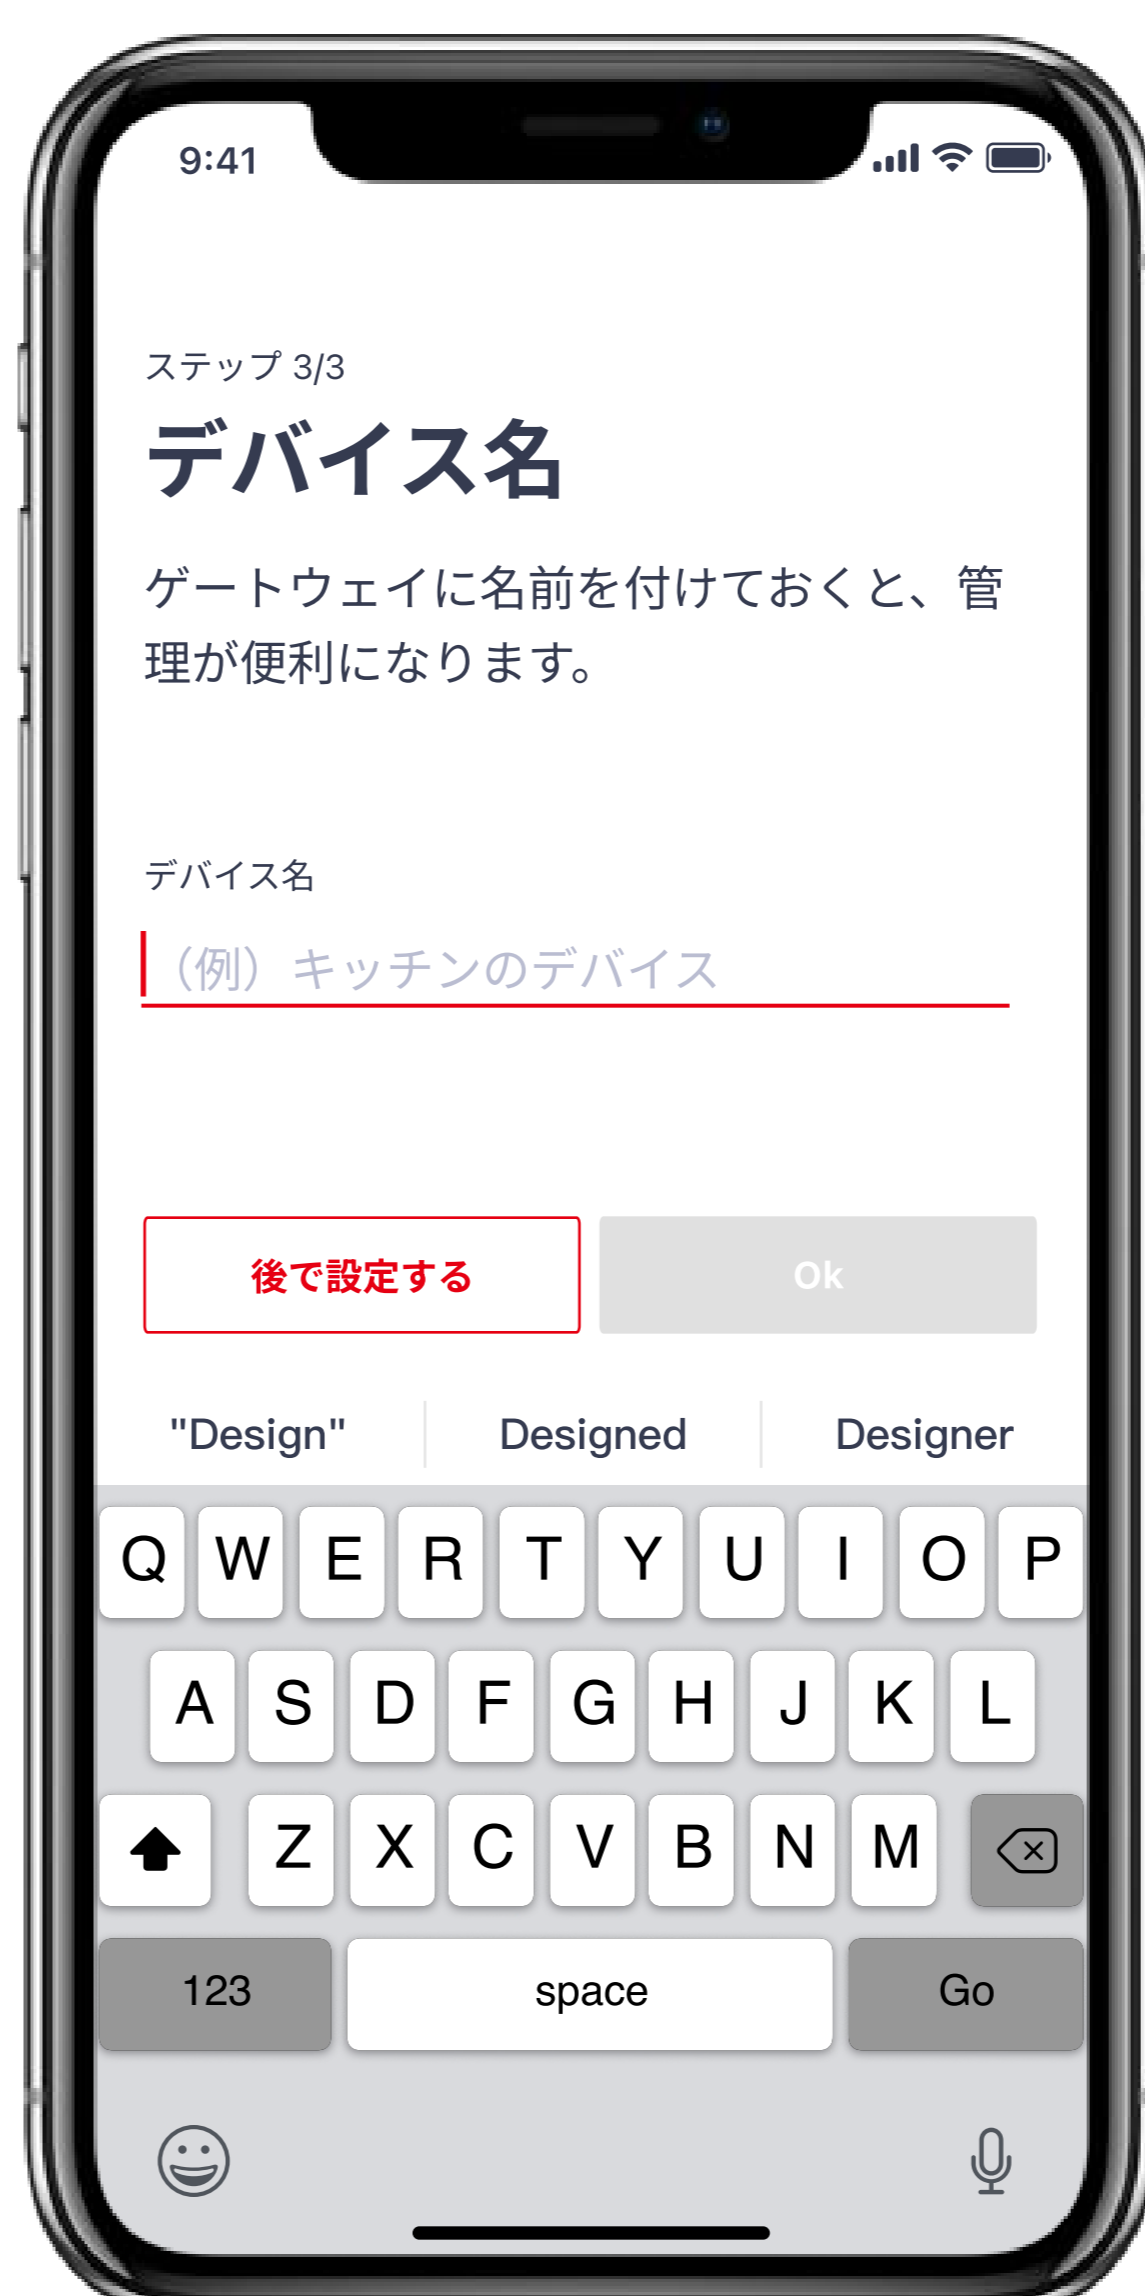 9:41
ステップ 3/3
デバイス名
ゲートウェイに名前を付けておくと、管
理が便利になります。
デバイス名
（例）キッチンのデバイス
後で設定する Ok
"Design" Designed Designer
Q W E R T Y U I O P
A S D F G H J K L
Z X C V B N M
123 space Go